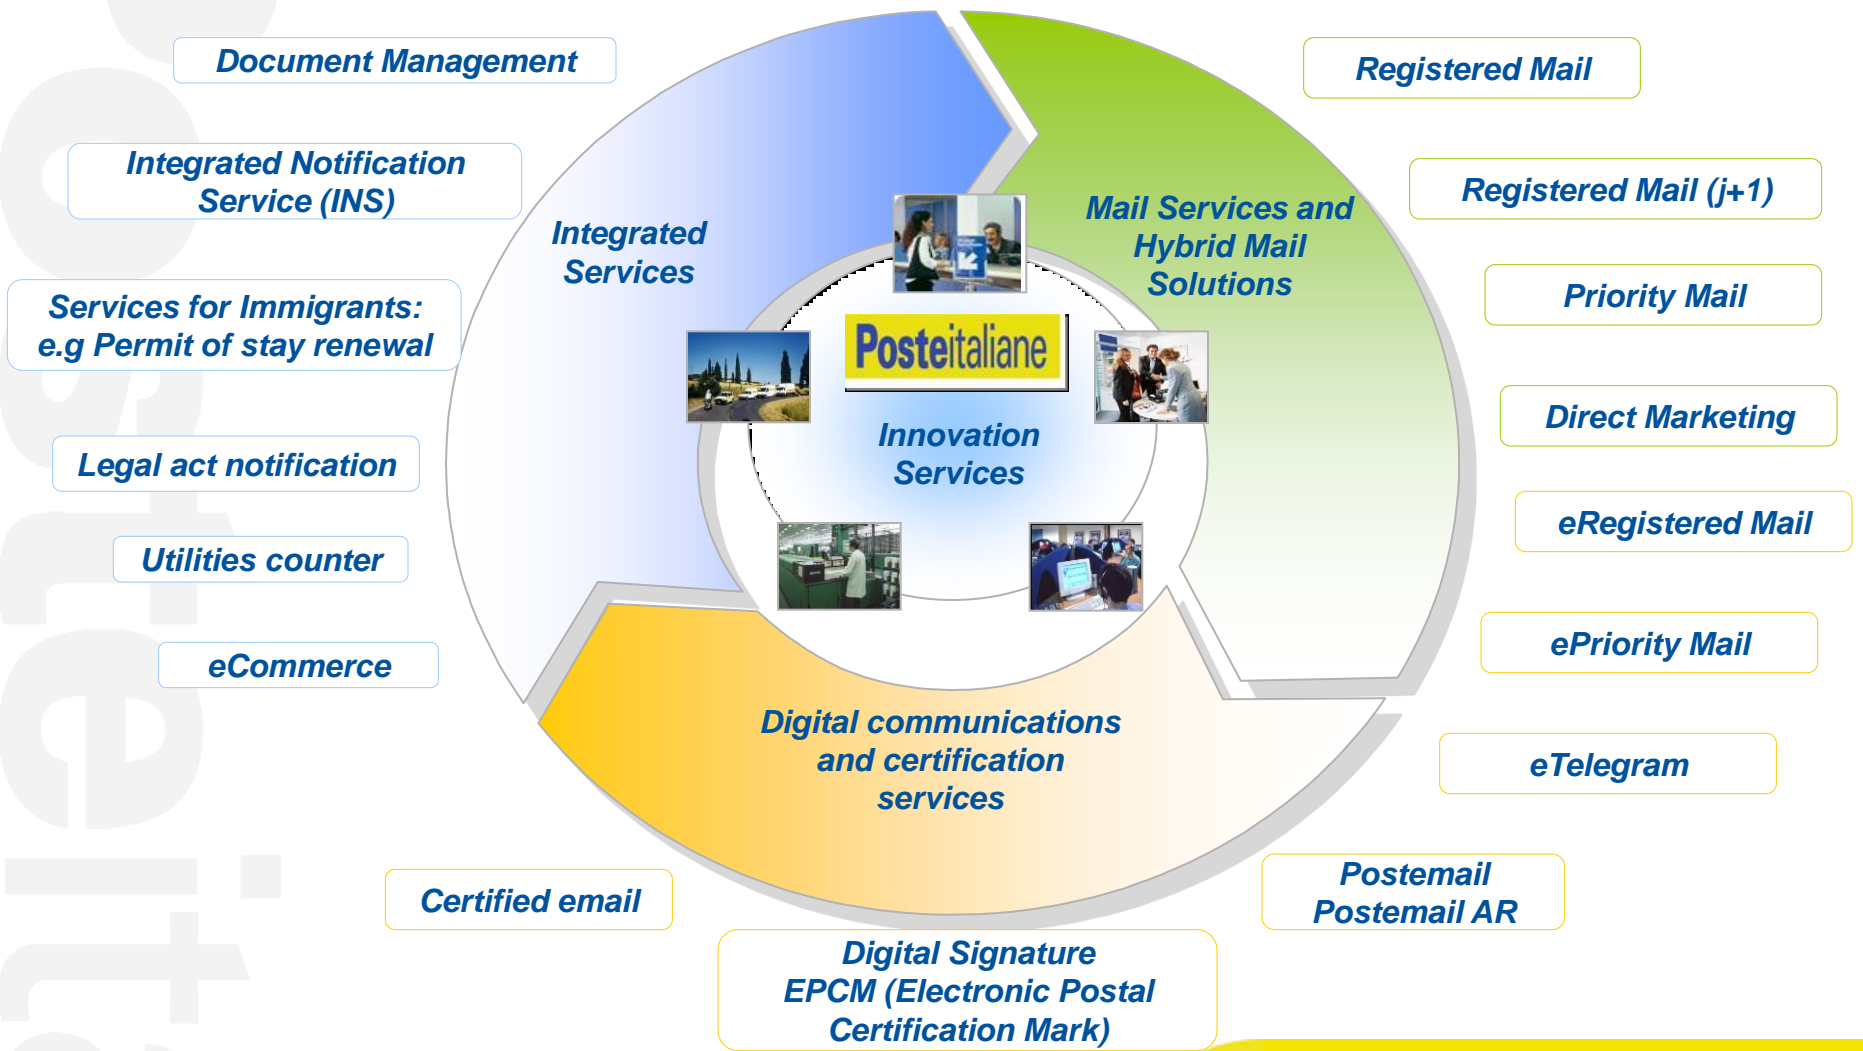 Document Management
Integrated Notification
Service (INS)
Services for Immigrants:
e.g Permit of stay renewal
Legal act notification
Utilities counter
eCommerce
Integrated
Services
Mail Services and
Hybrid Mail
Solutions
Posteitaliane
Innovation
Services
Digital communications
and certification
services
Registered Mail
Registered Mail (j+1)
Priority Mail
Direct Marketing
eRegistered Mail
ePriority Mail
eTelegram
Postemail
Postemail AR
Certified email
Digital Signature
EPCM (Electronic Postal
Certification Mark)